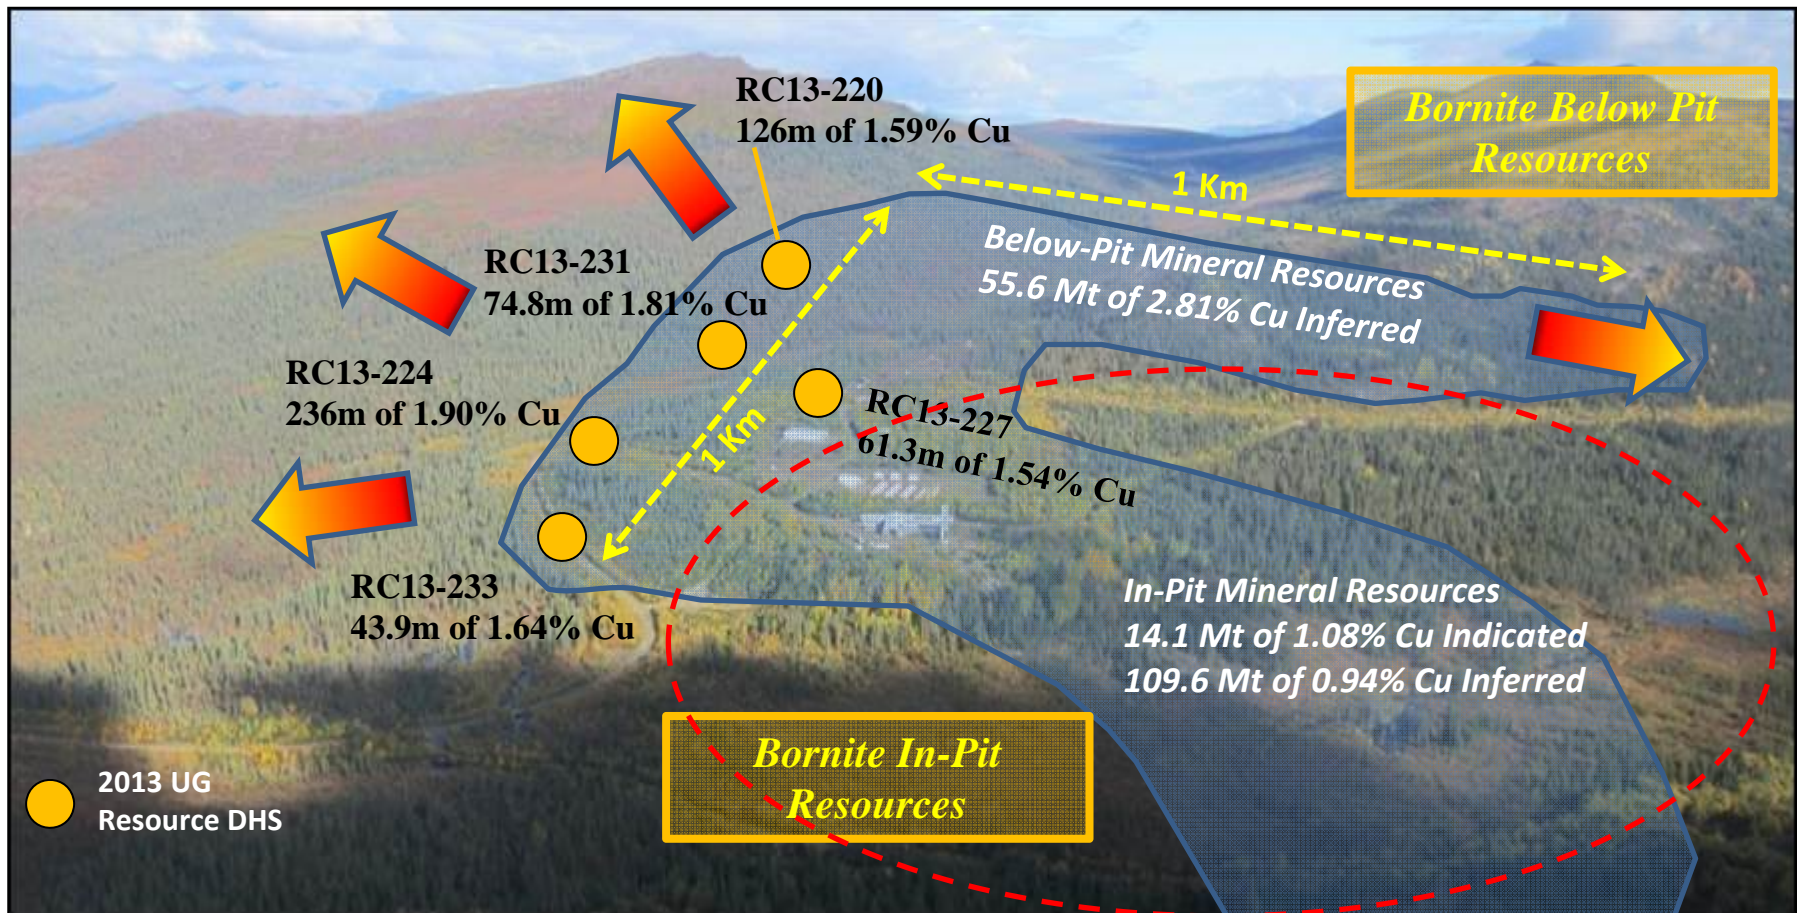 RC13-220
126m of 1.59% Cu
Bornite Below Pit
Resources
1 Km
RC13-231
74.8m of 1.81% Cu
Below-Pit Mineral Resources
55.6 Mt of 2.81% Cu Inferred
RC13-224
236m of 1.90% Cu
1 Km
RC13-227
61.3m of 1.54% Cu
RC13-233
43.9m of 1.64% Cu
In-Pit Mineral Resources
14.1 Mt of 1.08% Cu Indicated
109.6 Mt of 0.94% Cu Inferred
Bornite In-Pit
Resources
2013 UG
Resource DHS